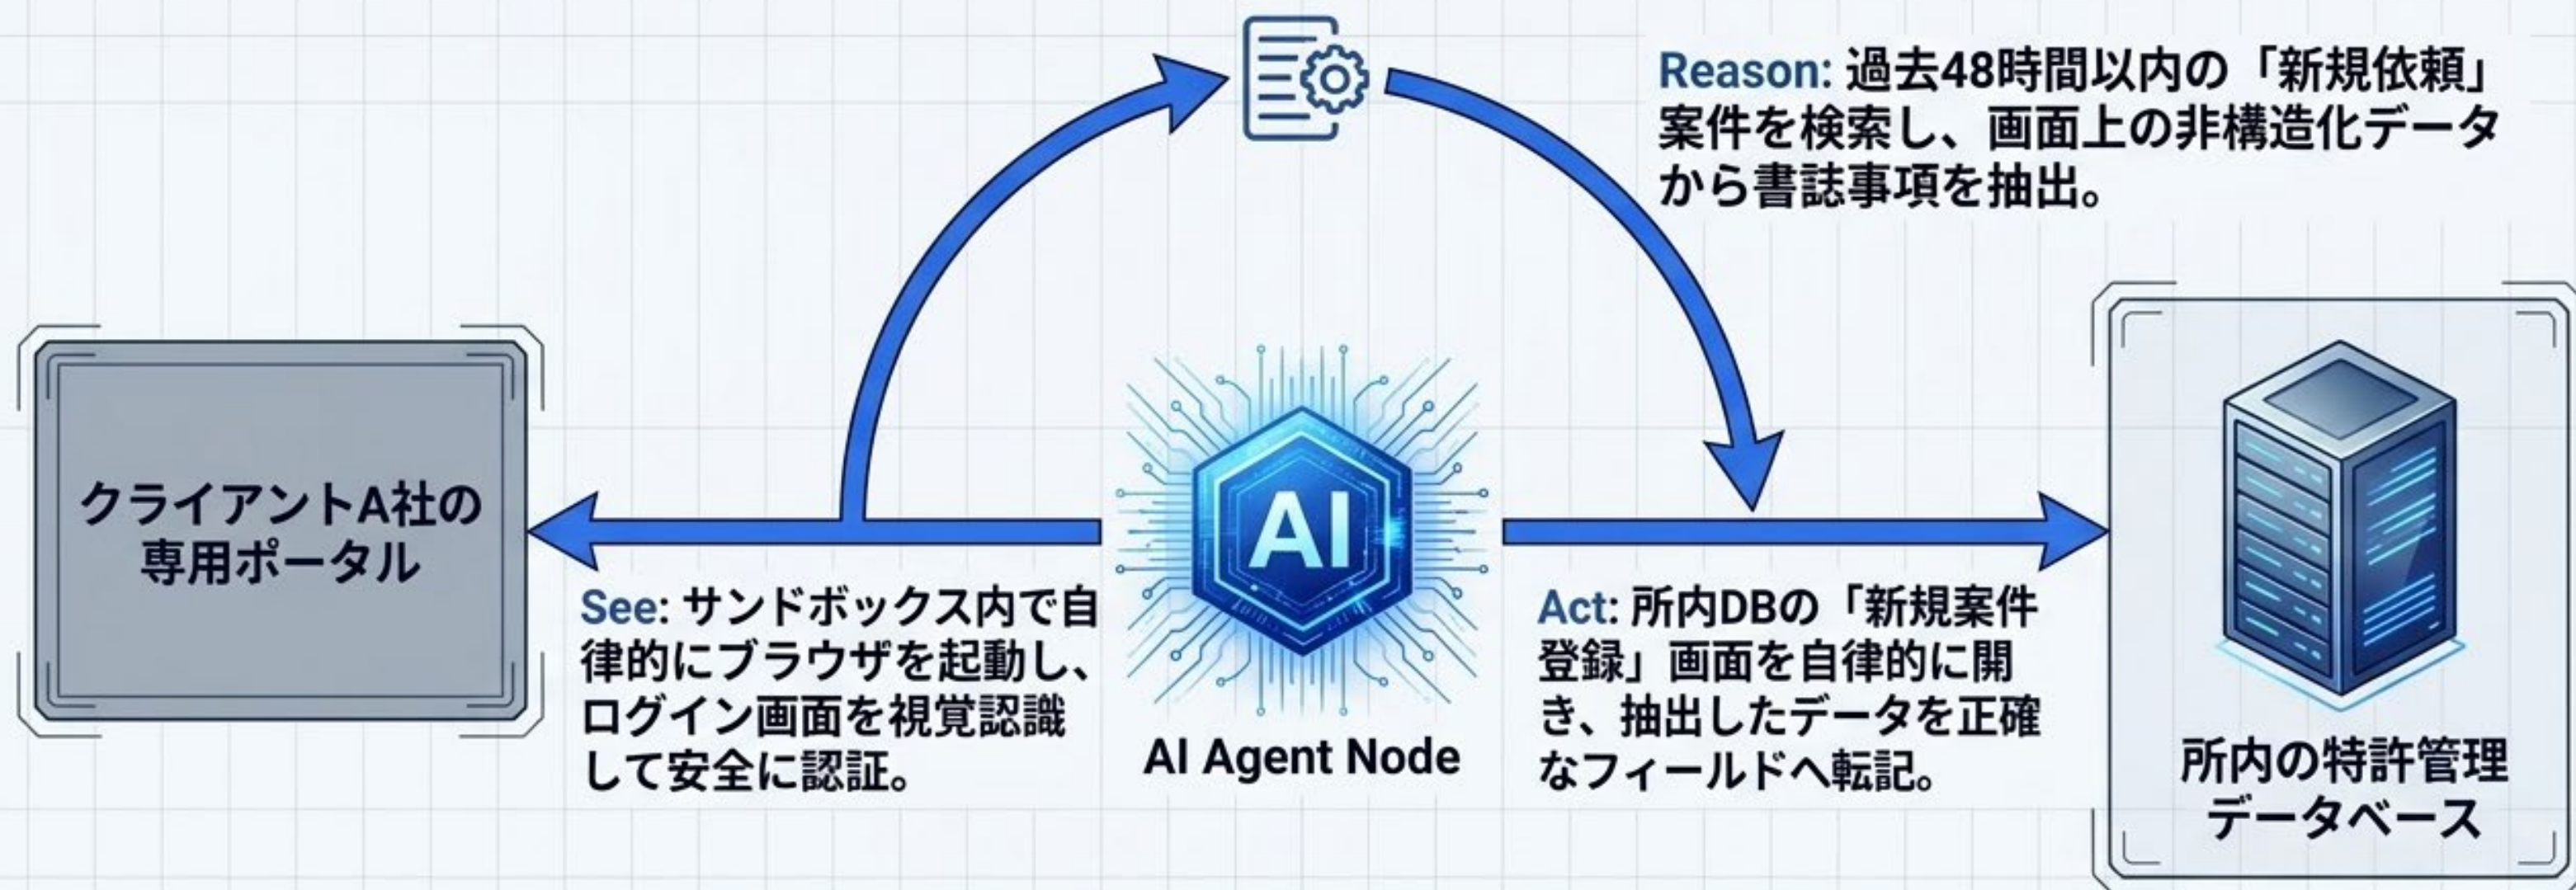 Reason: 過去48時間以内の「新規依頼」
案件を検索し、画面上の非構造化データ
から書誌事項を抽出。
クライアントA社の
専用ポータル
See: サンドボックス内で自
律的にブラウザを起動し、
ログイン画面を視覚認識
して安全に認証。
AI
AI Agent Node
Act: 所内DBの「新規案件
登録」画面を自律的に開
き、抽出したデータを正確
なフィールドへ転記。
所内の特許管理
データベース